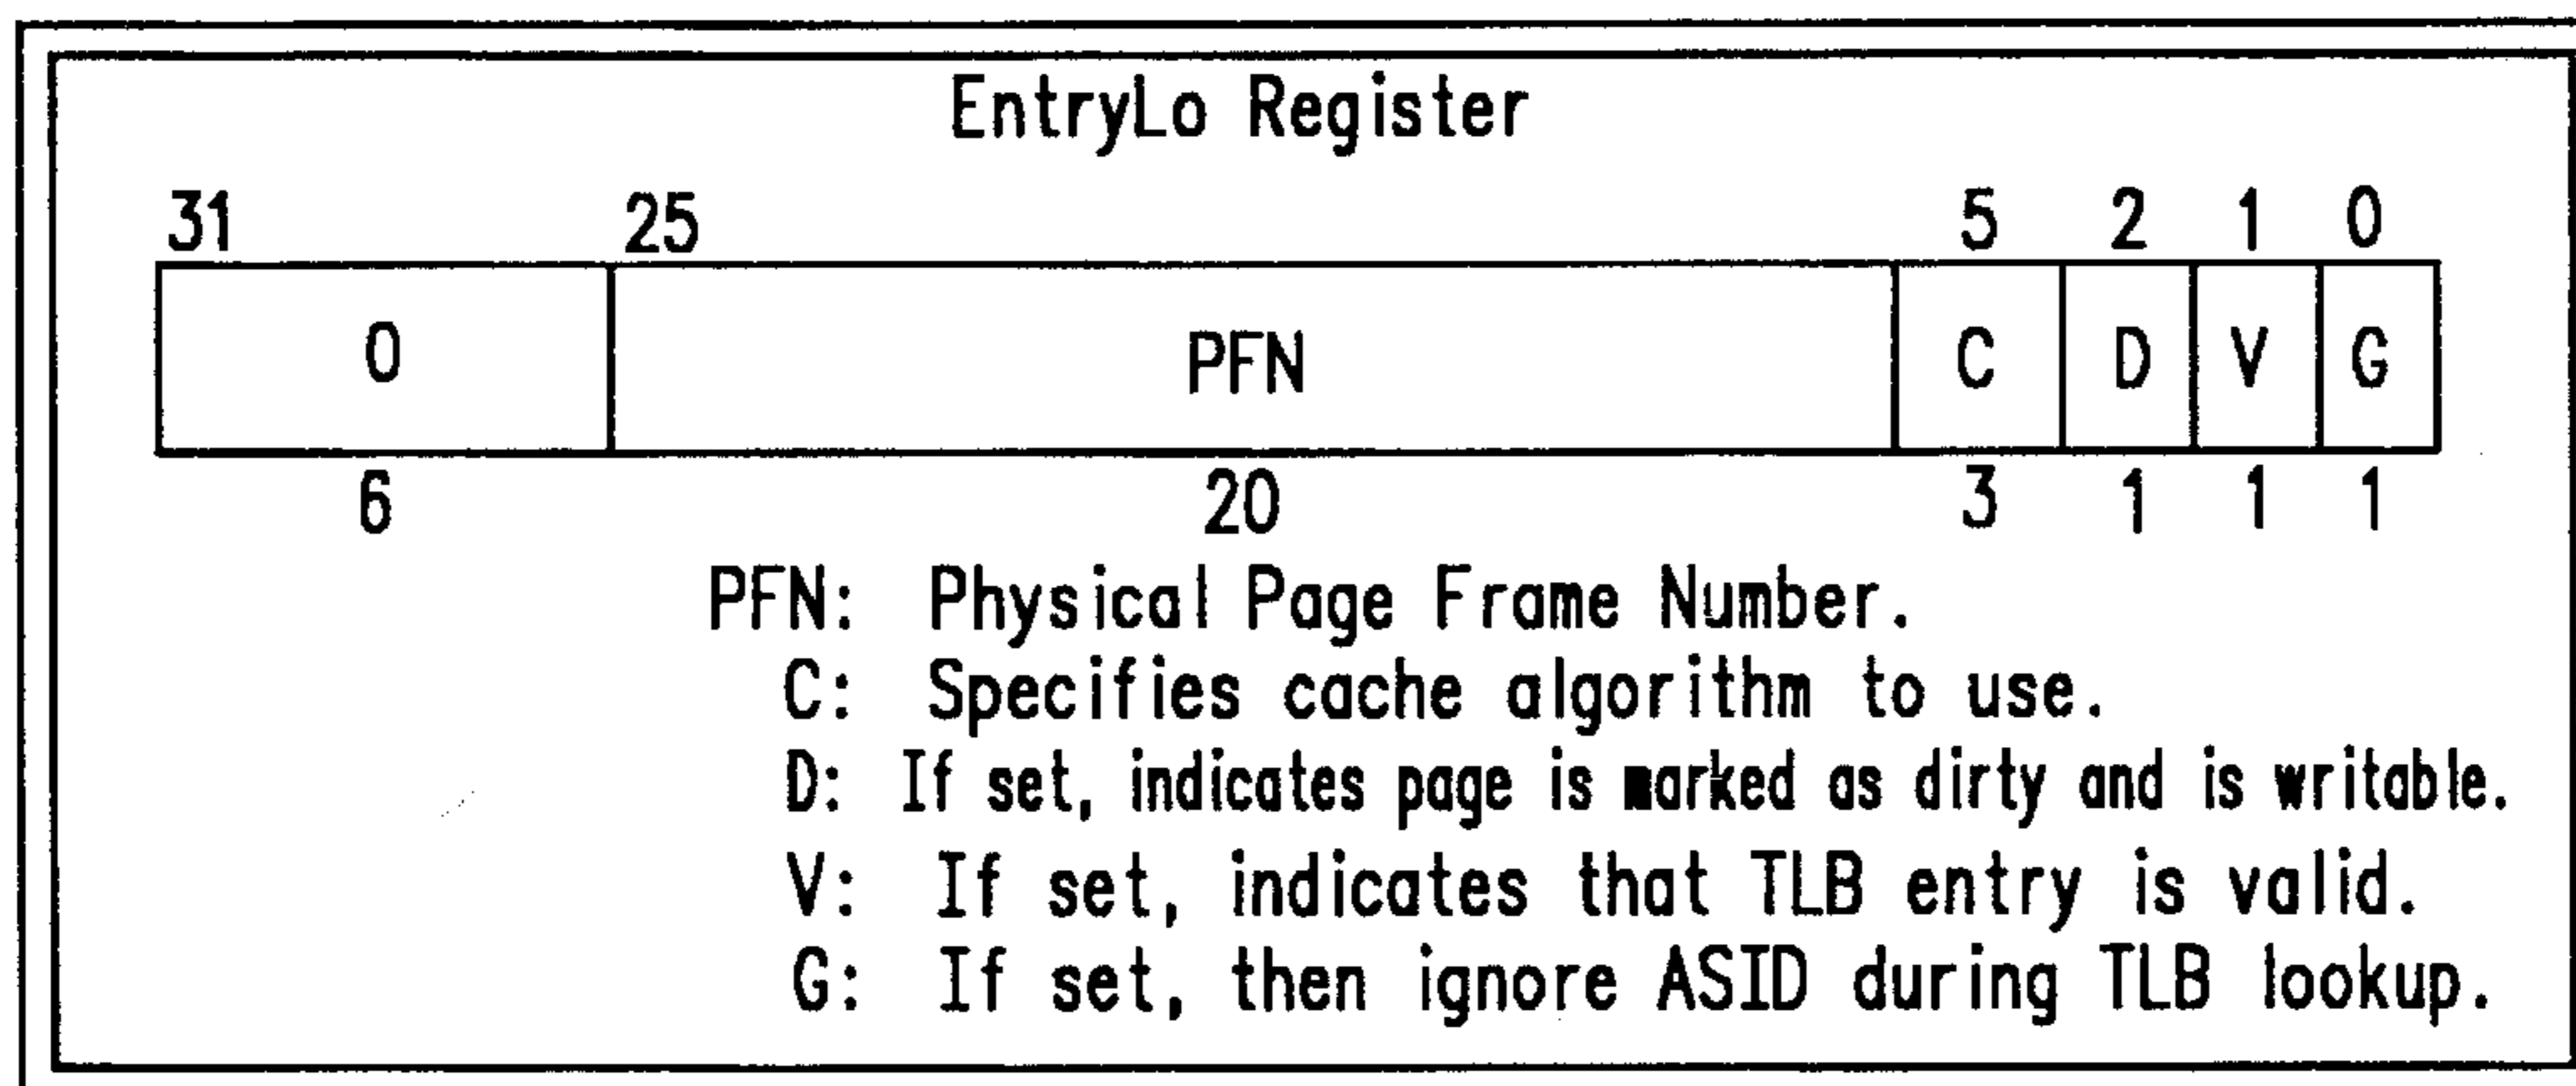 EntryLo Register
31 25 5 2 1 0
0 PFN C D V G
6 20 3 1 1 1
PFN: Physical Page Frame Number.
C: Specifies cache algorithm to use.
D: If set, indicates page is marked as dirty and is writable.
V: If set, indicates that TLB entry is valid.
G: If set, then ignore ASID during TLB lookup.